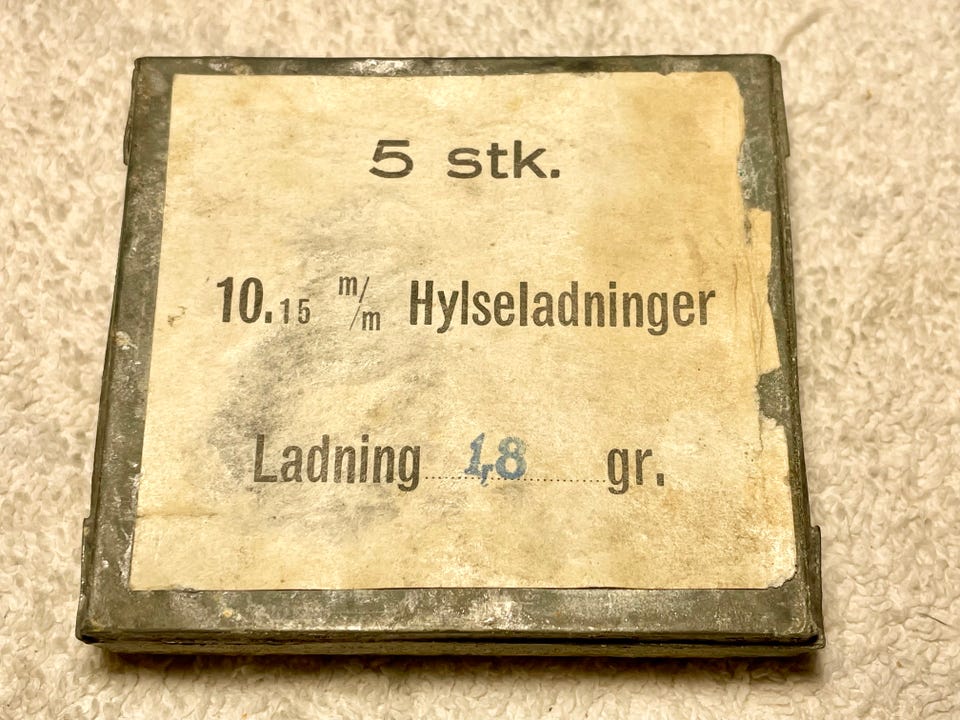 5 stk.
10.15 m/m Hylseladninger
Ladning 1,8 gr.